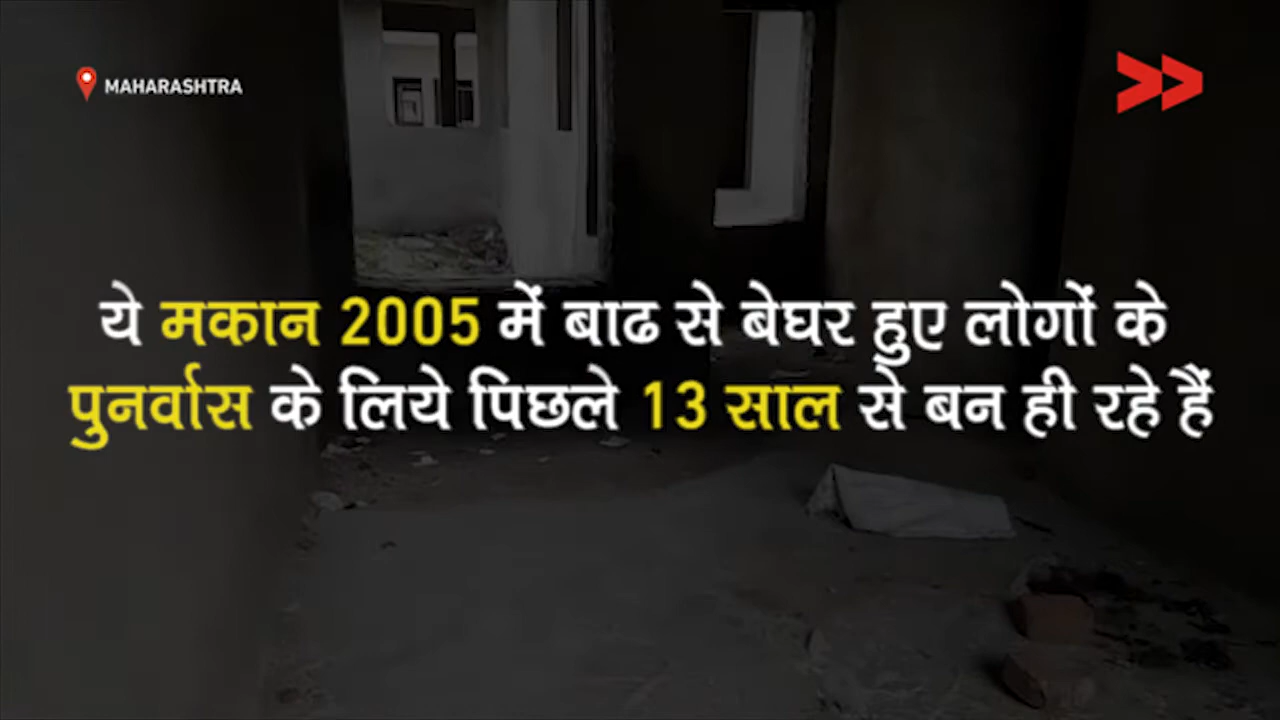 MAHARASHTRA
ये मकान 2005 में बाढ से बेघर हुए लोगों के
पुनर्वास के लिये पिछले 13 साल से बन ही रहे हैं